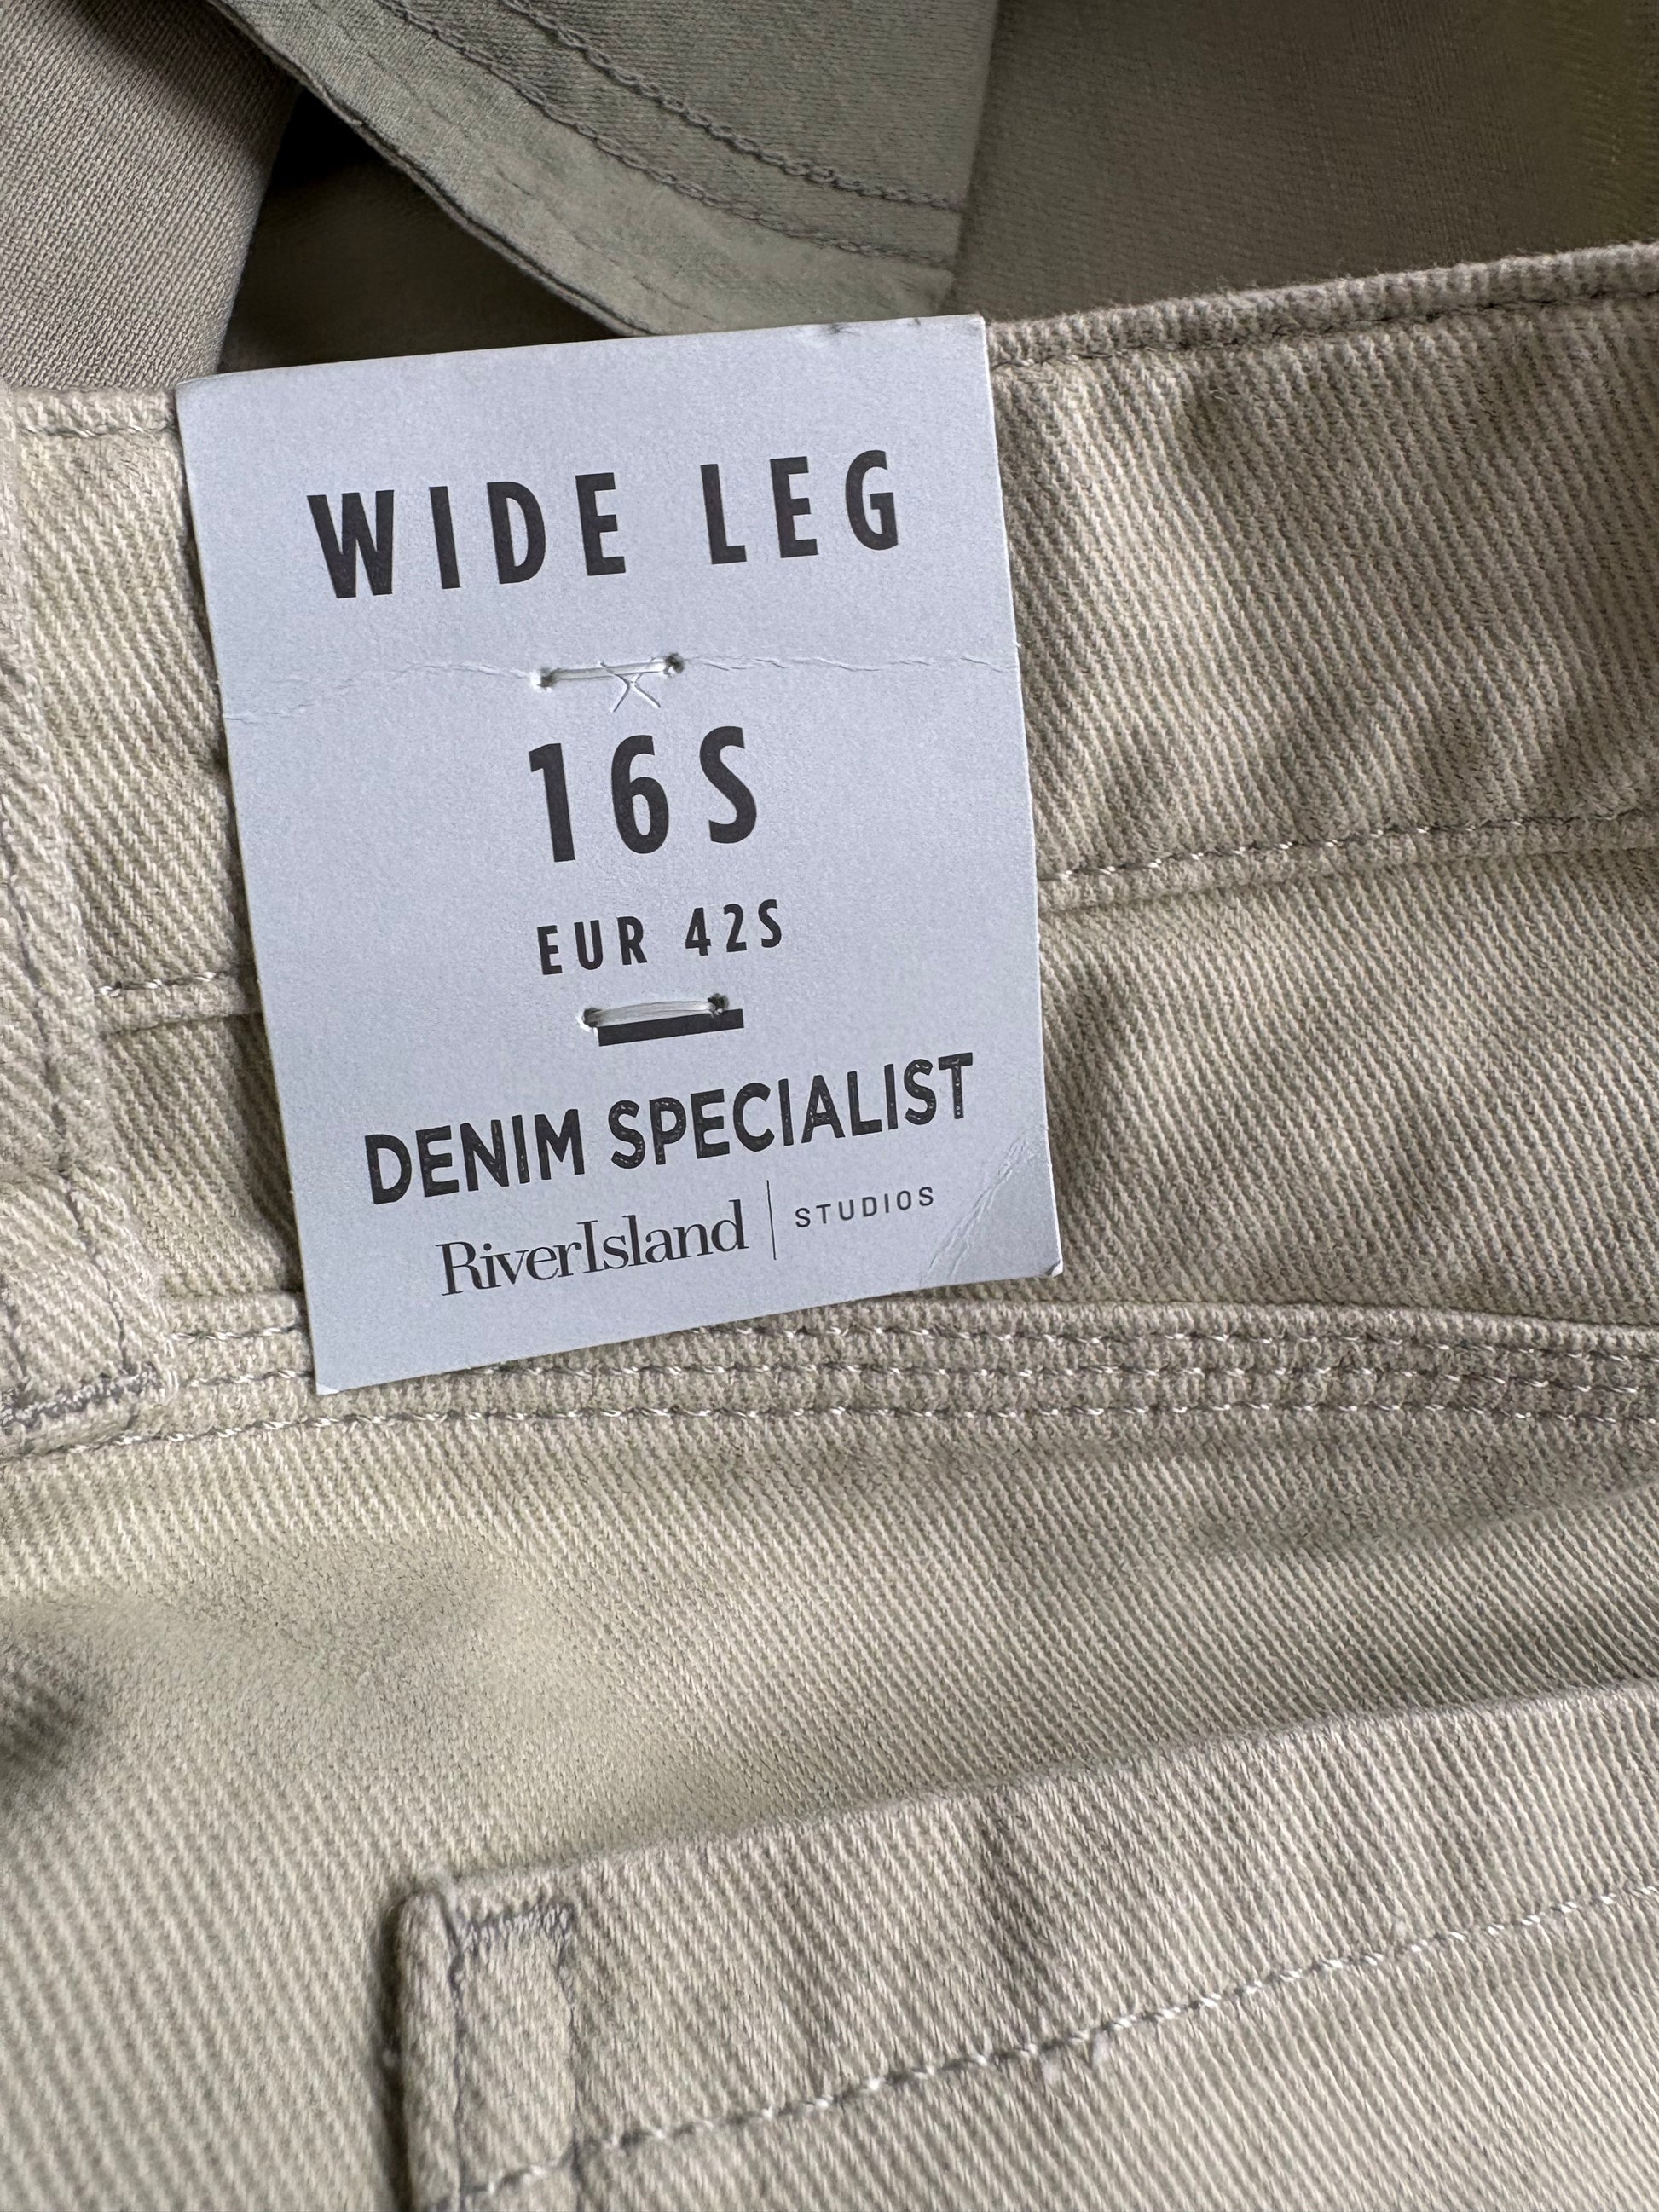 WIDE LEG
16S
EUR 42S
DENIM SPECIALIST
RiverIsland | STUDIOS